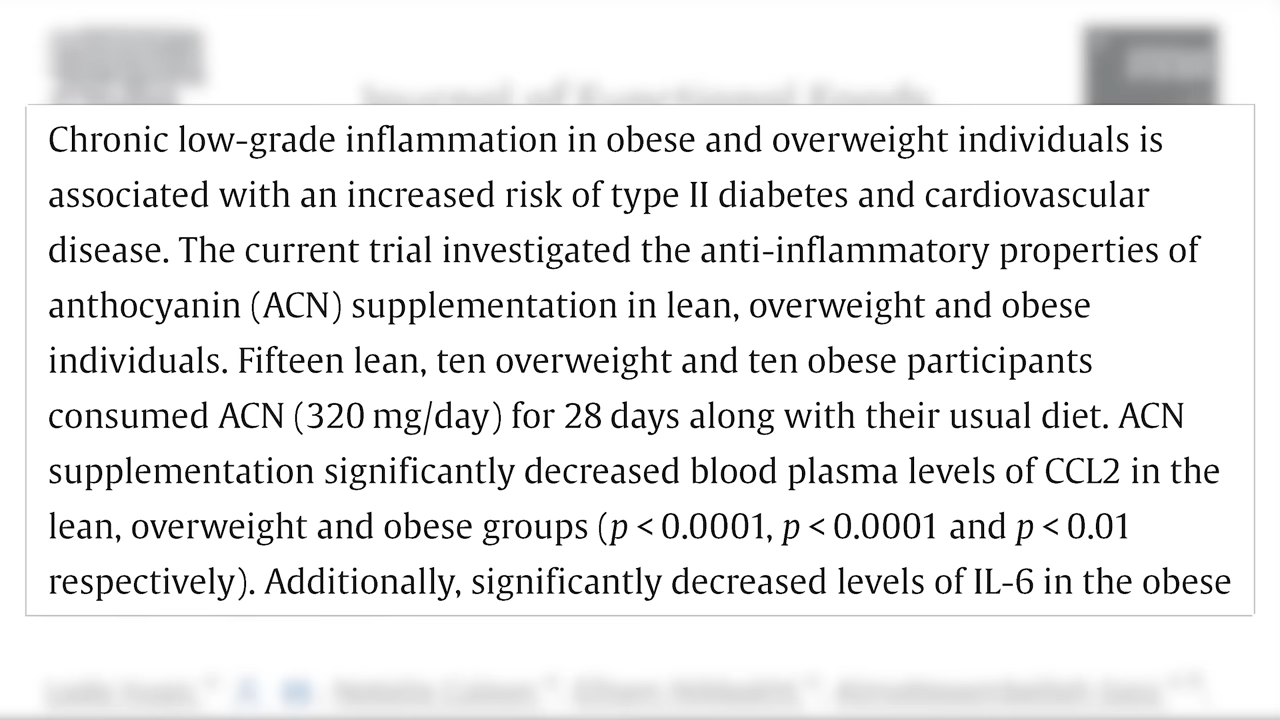 Journal of Functional Foods
Chronic low-grade inflammation in obese and overweight individuals is
associated with an increased risk of type II diabetes and cardiovascular
disease. The current trial investigated the anti-inflammatory properties of
anthocyanin (ACN) supplementation in lean, overweight and obese
individuals. Fifteen lean, ten overweight and ten obese participants
consumed ACN (320 mg/day) for 28 days along with their usual diet. ACN
supplementation significantly decreased blood plasma levels of CCL2 in the
lean, overweight and obese groups (p < 0.0001, p < 0.0001 and p < 0.01
respectively). Additionally, significantly decreased levels of IL-6 in the obese